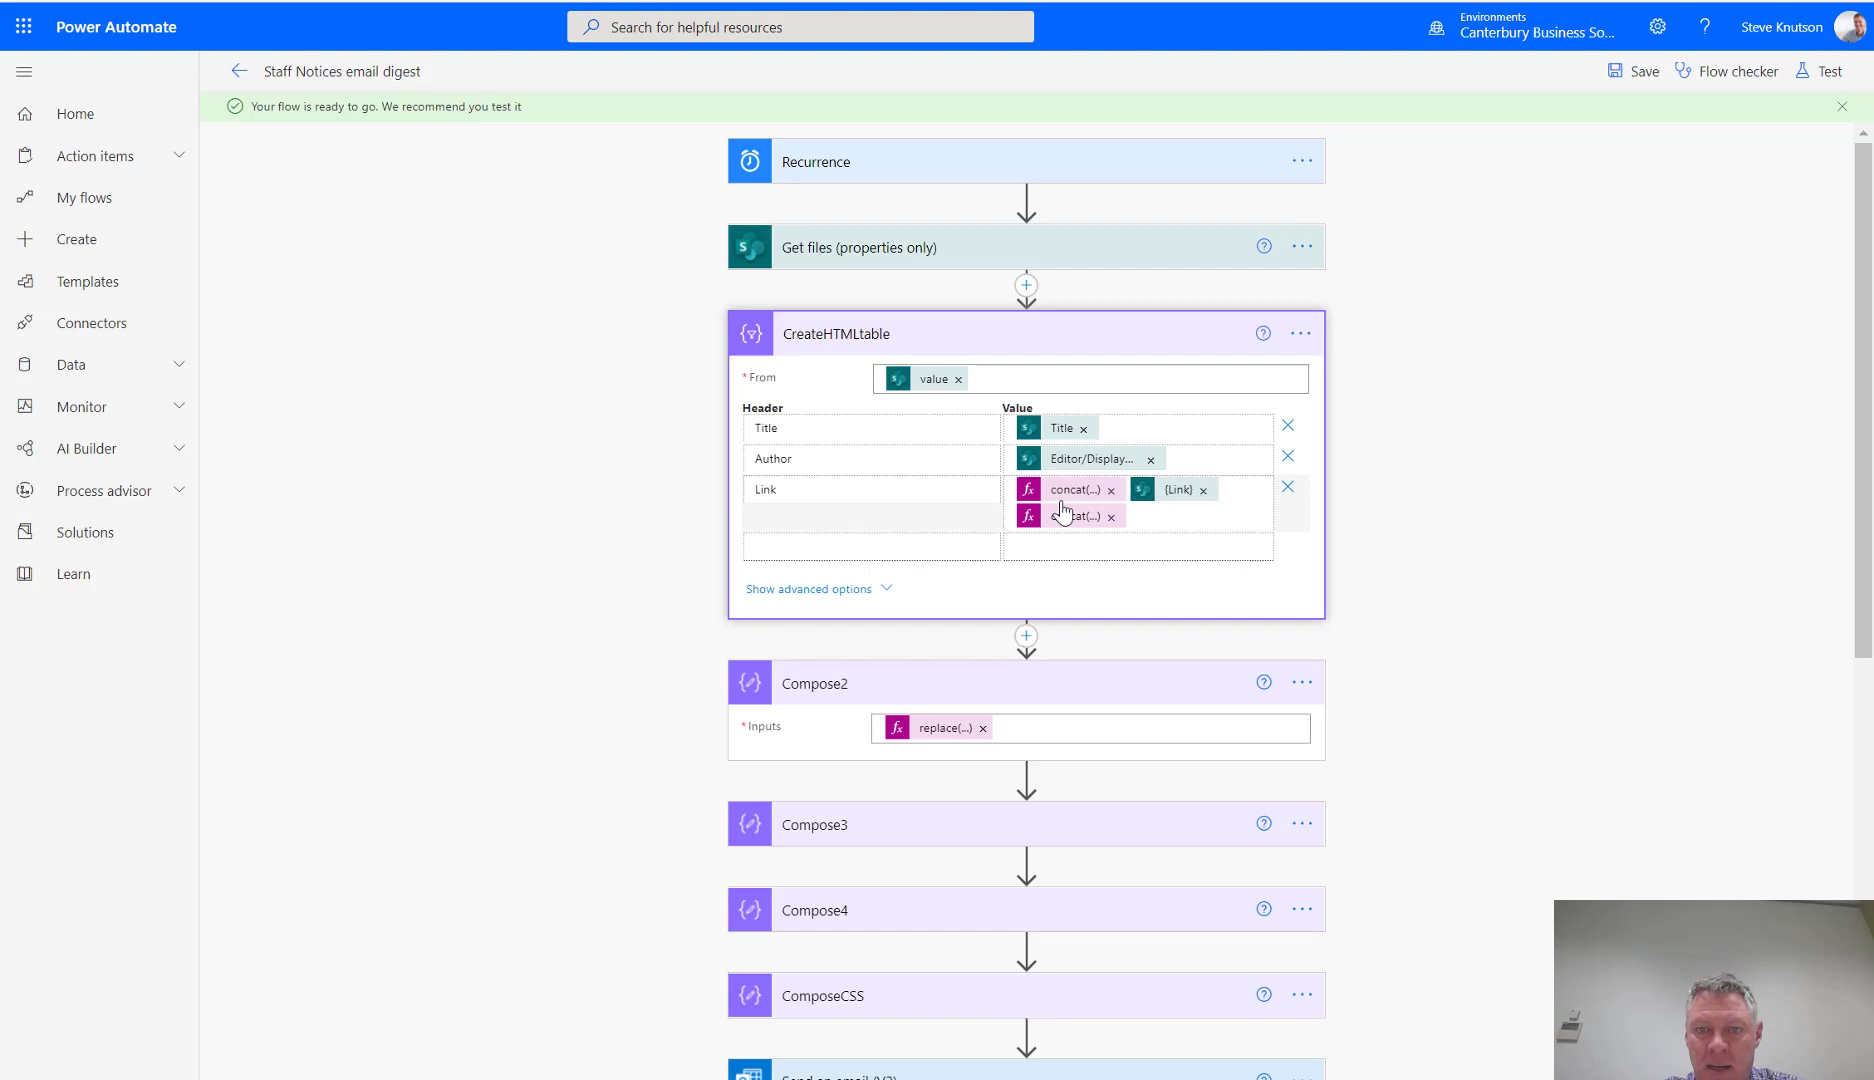 Power Automate
Search for helpful resources
Environments
Canterbury Business So...
?
Steve Knutson
Staff Notices email digest
Save
Flow checker
Test
Your flow is ready to go. We recommend you test it
Home
Action items
My flows
Create
Templates
Connectors
Data
Monitor
AI Builder
Process advisor
Solutions
Learn
Recurrence
Get files (properties only)
CreateHTMLtable
* From
value
Header Value
Title Title
Author Editor/Display...
Link concat(...) {Link}
Show advanced options
Compose2
* Inputs
replace(...)
Compose3
Compose4
ComposeCSS